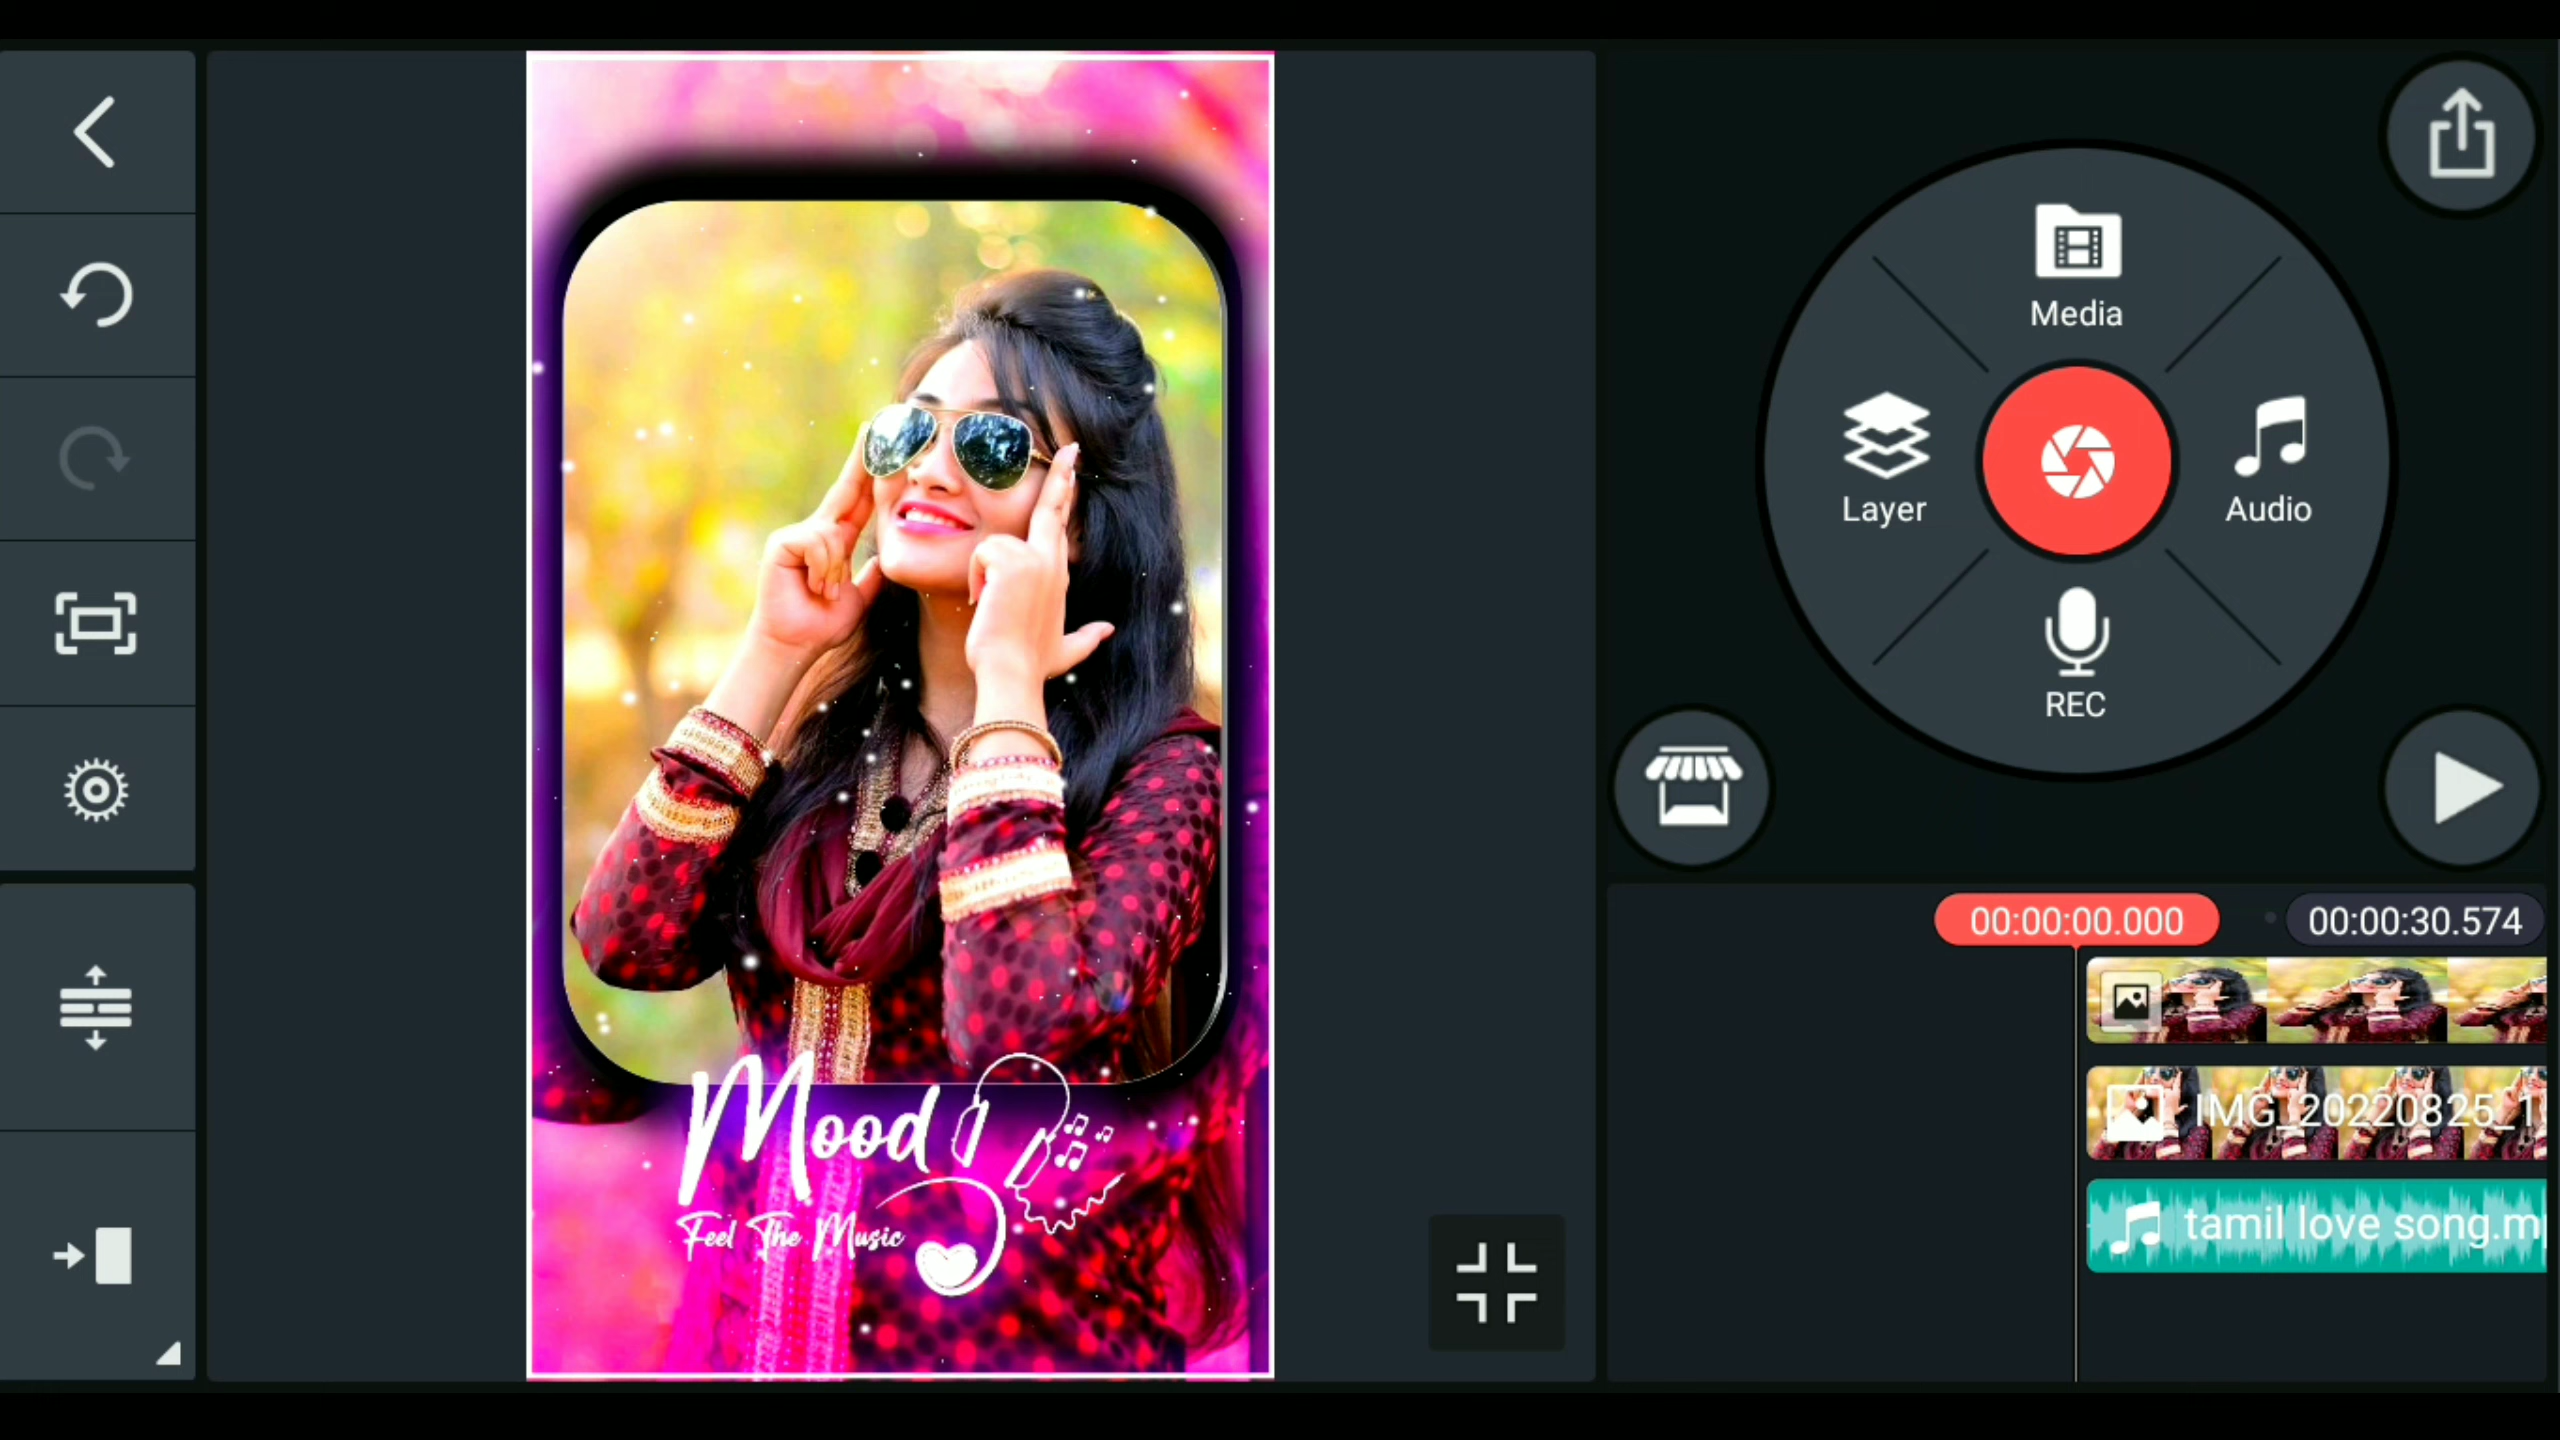 Media
Layer
Audio
REC
00:00:00.000
00:00:30.574
IMG_20220825_1
tamil love song.m
Mood
Feel The Music